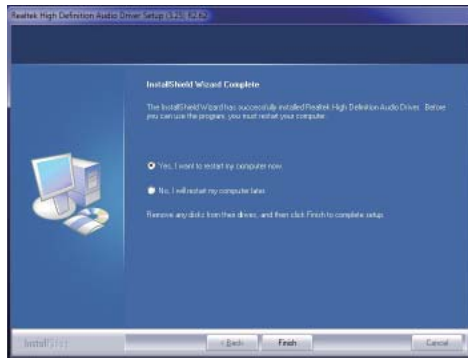 Realtek High Definition Audio Driver Setup (3.25)
InstallShield Wizard Complete
The InstallShield Wizard has successfully installed Realtek High Definition Audio Driver. Before
you can use the program, you must restart your computer.
Yes, I want to restart my computer now.
No, I will restart my computer later.
Remove any disks from their drives, and then click Finish to complete setup.
InstallShield
< Back
Finish
Cancel